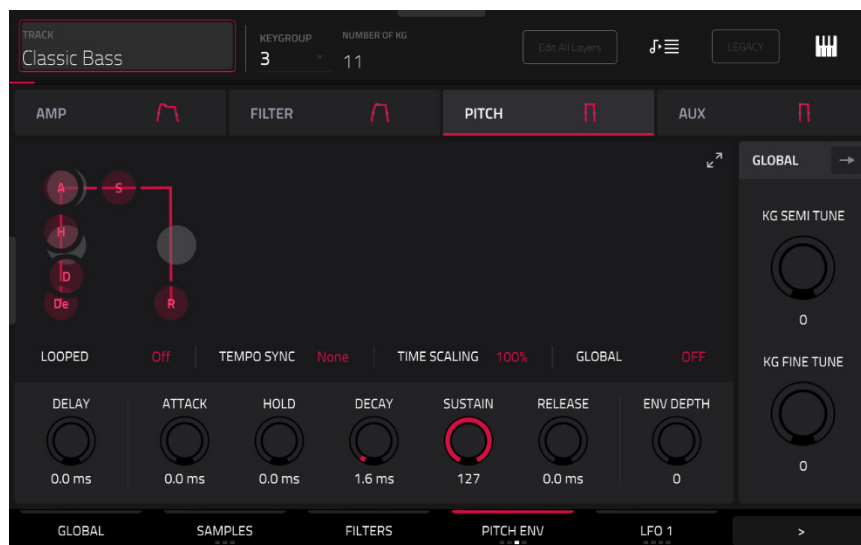 TRACK
Classic Bass
KEYGROUP
3
NUMBER OF KG
11
Edit All Layers
LEGACY
AMP
FILTER
PITCH
AUX
GLOBAL
A
S
H
D
De
R
KG SEMI TUNE
0
LOOPED Off
TEMPO SYNC None
TIME SCALING 100%
GLOBAL OFF
KG FINE TUNE
0
DELAY ATTACK HOLD DECAY SUSTAIN RELEASE ENV DEPTH
0.0 ms 0.0 ms 0.0 ms 1.6 ms 127 0.0 ms 0
GLOBAL SAMPLES FILTERS PITCH ENV LFO 1 >